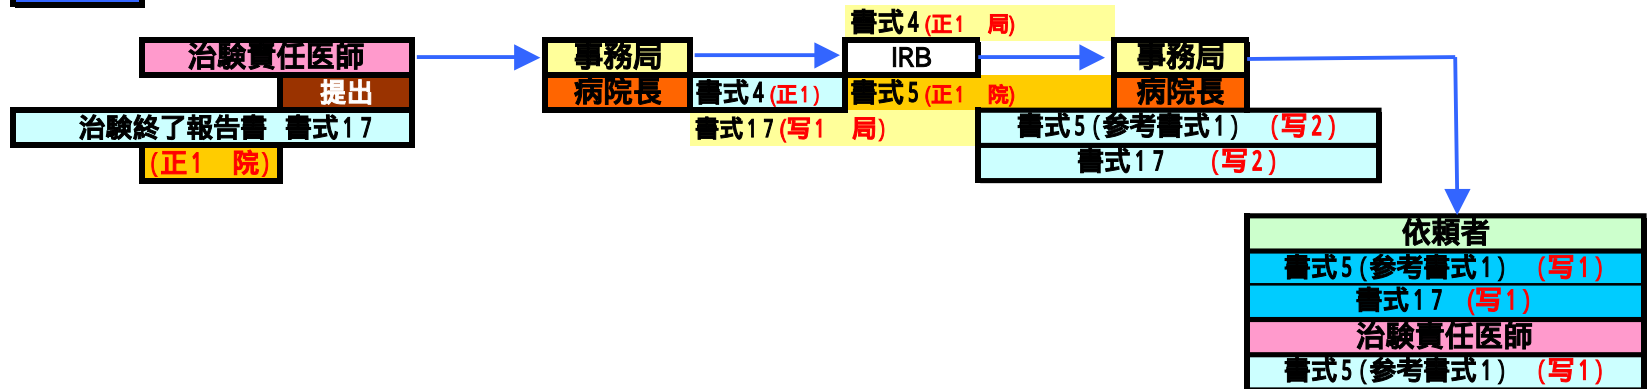 書式4(正1 局)
治験責任医師
事務局
IRB
事務局
提出
病院長
書式4(正1)
書式5(正1 院)
病院長
治験終了報告書 書式17
書式17(写1 局)
書式5(参考書式1) (写2)
(正1 院)
書式17 (写2)
依頼者
書式5(参考書式1) (写1)
書式17 (写1)
治験責任医師
書式5(参考書式1) (写1)